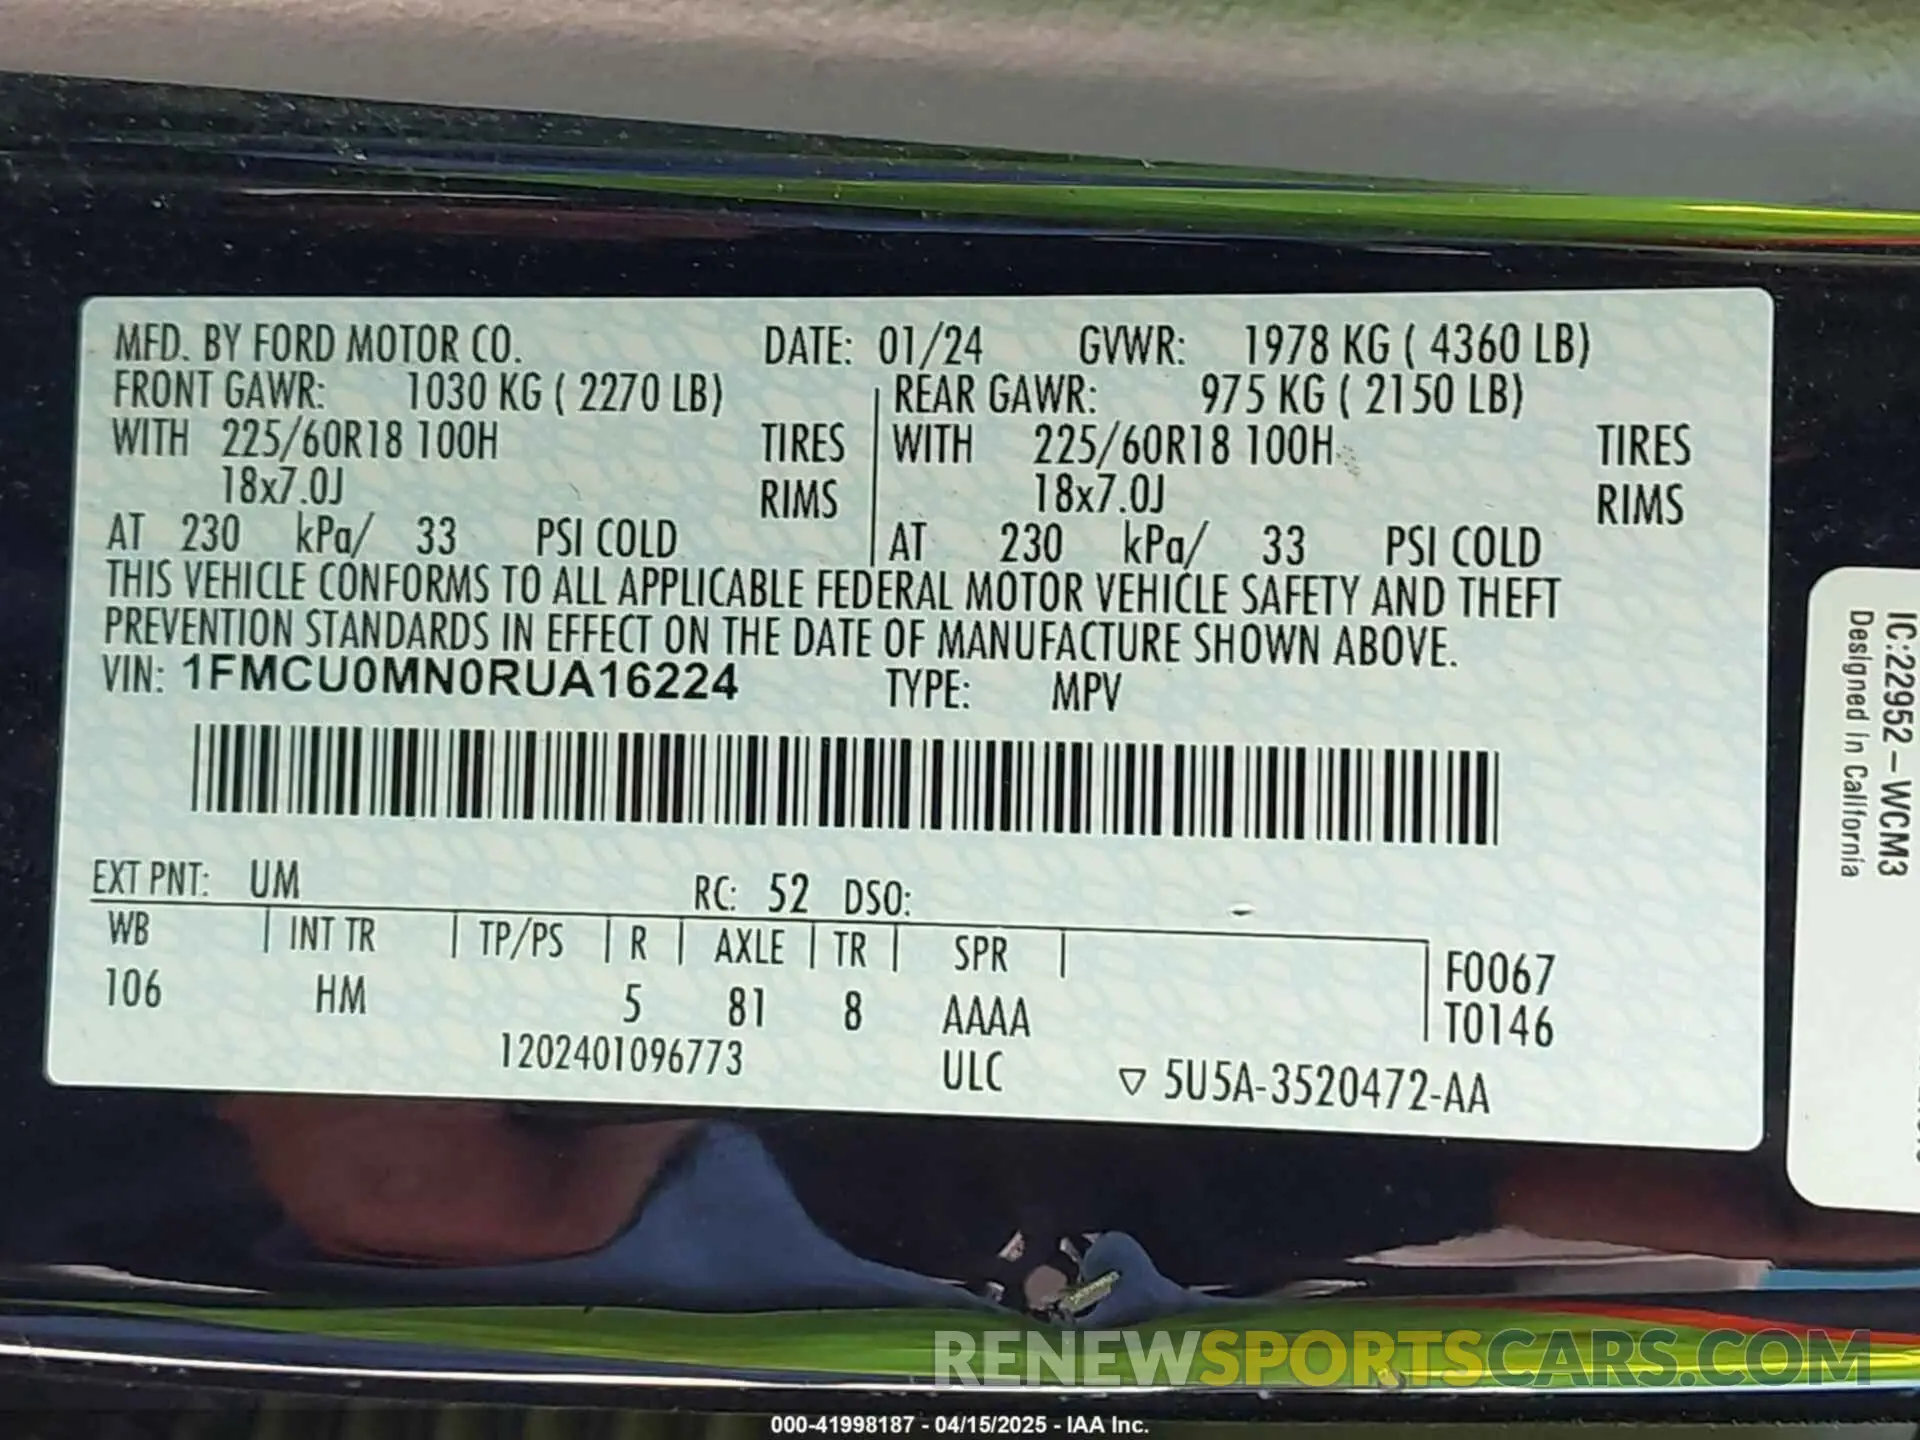 MFD. BY FORD MOTOR CO. DATE: 01/24 GVWR: 1978 KG ( 4360 LB)
FRONT GAWR: 1030 KG ( 2270 LB) REAR GAWR: 975 KG ( 2150 LB)
WITH 225/60R18 100H TIRES WITH 225/60R18 100H TIRES
18x7.0J RIMS 18x7.0J RIMS
AT 230 kPa/ 33 PSI COLD AT 230 kPa/ 33 PSI COLD
THIS VEHICLE CONFORMS TO ALL APPLICABLE FEDERAL MOTOR VEHICLE SAFETY AND THEFT
PREVENTION STANDARDS IN EFFECT ON THE DATE OF MANUFACTURE SHOWN ABOVE.
VIN: 1FMCU0MN0RUA16224 TYPE: MPV
EXT PNT: UM RC: 52 DSO:
WB INT TR TP/PS R AXLE TR SPR F0067
106 HM 5 81 8 AAAA T0146
1202401096773 ULC ▽ 5U5A-3520472-AA
IC:22952-WCM3
Designed in California
RENEWSPORTSCARS.COM
000-41998187 - 04/15/2025 - IAA Inc.